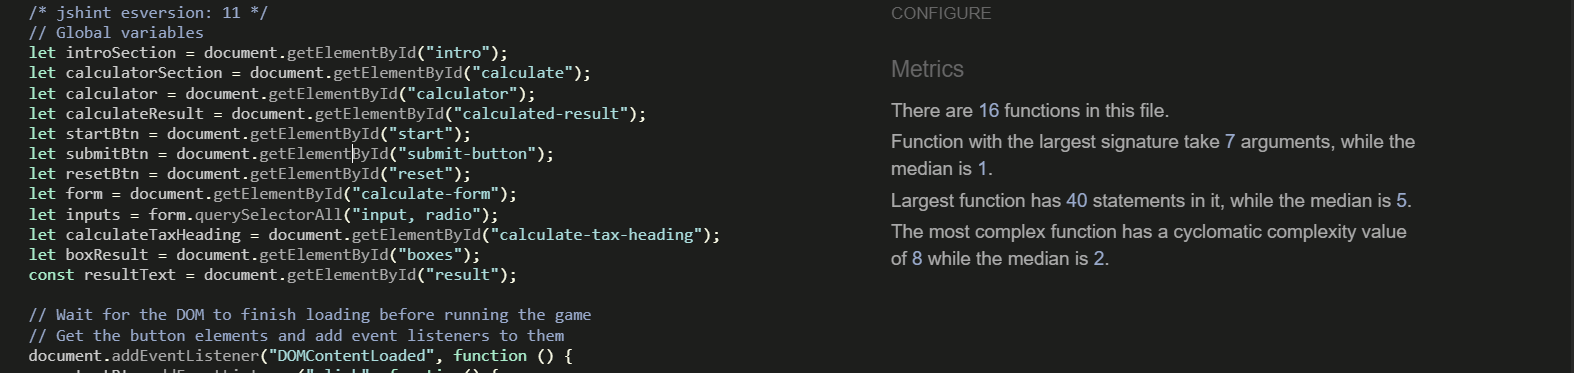 /* jshint esversion: 11 */
// Global variables
let introSection = document.getElementById("intro");
let calculatorSection = document.getElementById("calculate");
let calculator = document.getElementById("calculator");
let calculateResult = document.getElementById("calculated-result");
let startBtn = document.getElementById("start");
let submitBtn = document.getElementById("submit-button");
let resetBtn = document.getElementById("reset");
let form = document.getElementById("calculate-form");
let inputs = form.querySelectorAll("input, radio");
let calculateTaxHeading = document.getElementById("calculate-tax-heading");
let boxResult = document.getElementById("boxes");
const resultText = document.getElementById("result");
// Wait for the DOM to finish loading before running the game
// Get the button elements and add event listeners to them
document.addEventListener("DOMContentLoaded", function () {
CONFIGURE
Metrics
There are 16 functions in this file.
Function with the largest signature take 7 arguments, while the
median is 1.
Largest function has 40 statements in it, while the median is 5.
The most complex function has a cyclomatic complexity value
of 8 while the median is 2.